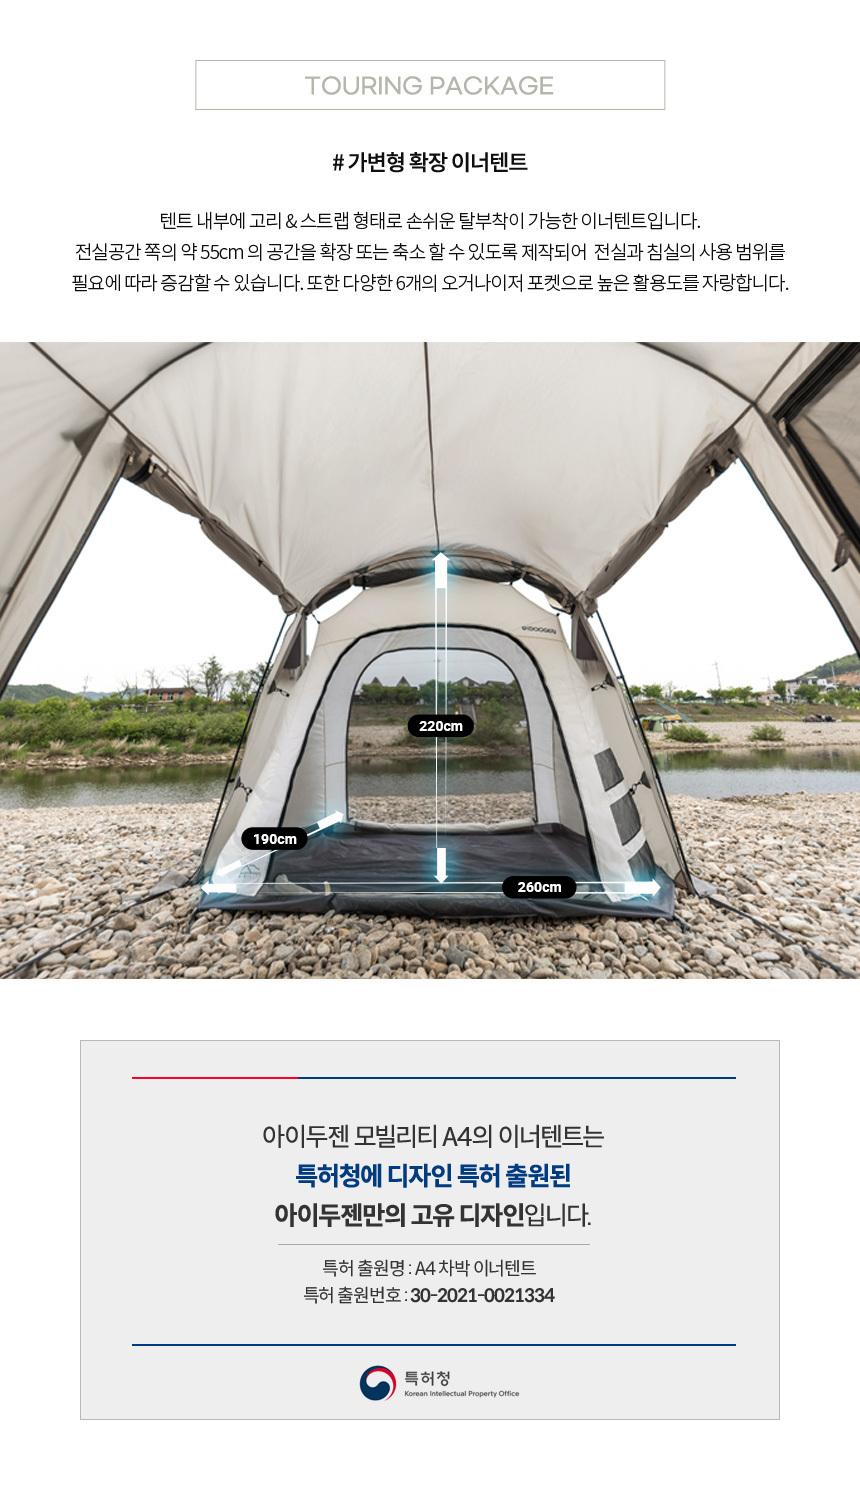 TOURING PACKAGE
# 가변형 확장 이너텐트
텐트 내부에 고리 & 스트랩 형태로 손쉬운 탈부착이 가능한 이너텐트입니다.
전실공간 쪽의 약 55cm 의 공간을 확장 또는 축소 할 수 있도록 제작되어 전실과 침실의 사용 범위를
필요에 따라 증감할 수 있습니다. 또한 다양한 6개의 오거나이저 포켓으로 높은 활용도를 자랑합니다.
iDOOGEN
220cm
190cm
260cm
아이두젠 모빌리티 A4의 이너텐트는
특허청에 디자인 특허 출원된
아이두젠만의 고유 디자인입니다.
특허 출원명 : A4 차박 이너텐트
특허 출원번호 : 30-2021-0021334
특허청
Korean Intellectual Property Office